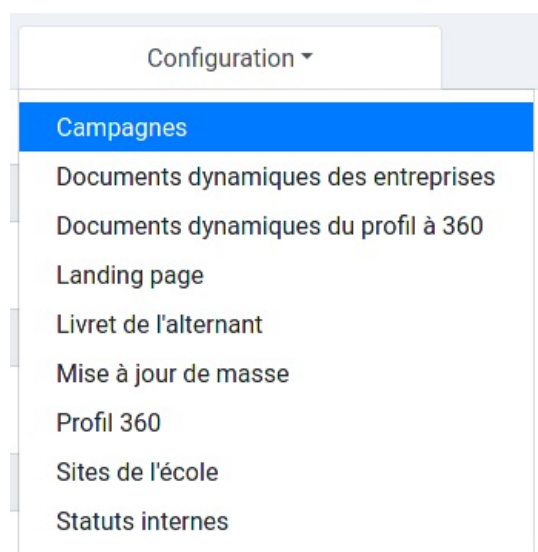 Configuration
Campagnes
Documents dynamiques des entreprises
Documents dynamiques du profil à 360
Landing page
Livret de l'alternant
Mise à jour de masse
Profil 360
Sites de l'école
Statuts internes